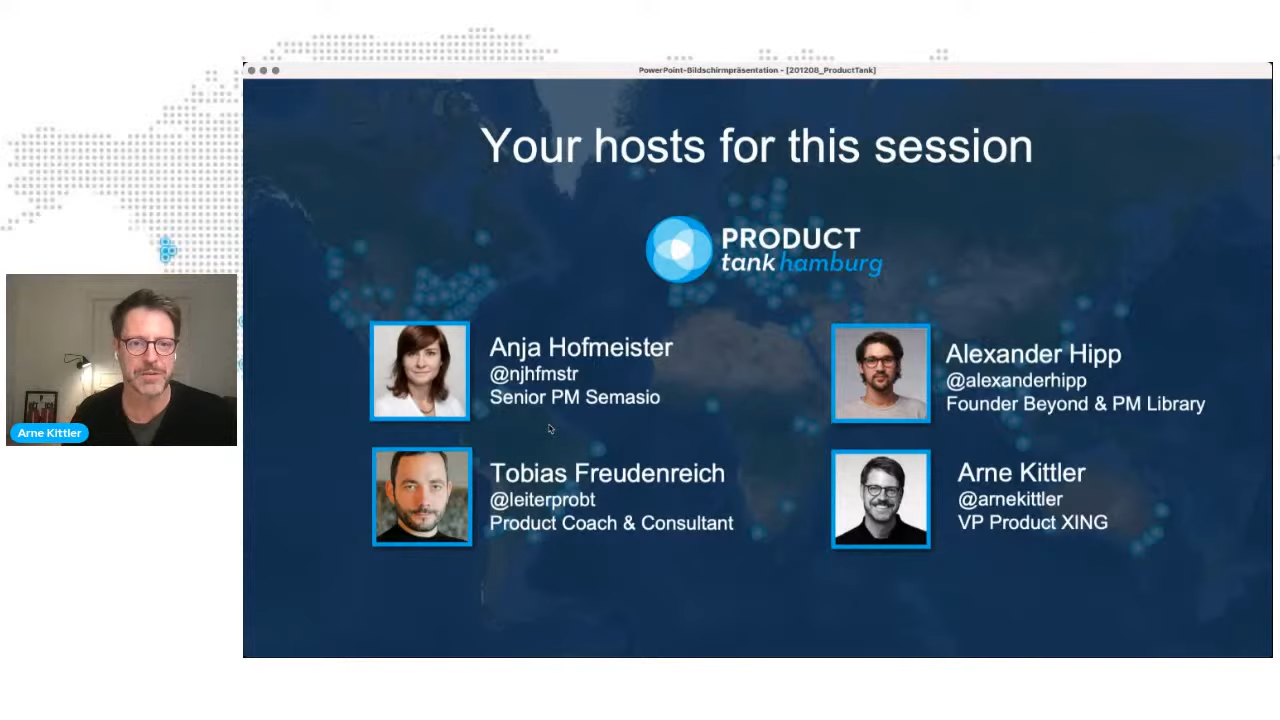 PowerPoint-Bildschirmpräsentation - [201208_ProductTank]
Your hosts for this session
PRODUCT
tank hamburg
Anja Hofmeister
@njhfmstr
Senior PM Semasio
Alexander Hipp
@alexanderhipp
Founder Beyond & PM Library
Tobias Freudenreich
@leiterprobt
Product Coach & Consultant
Arne Kittler
@arnekittler
VP Product XING
Arne Kittler